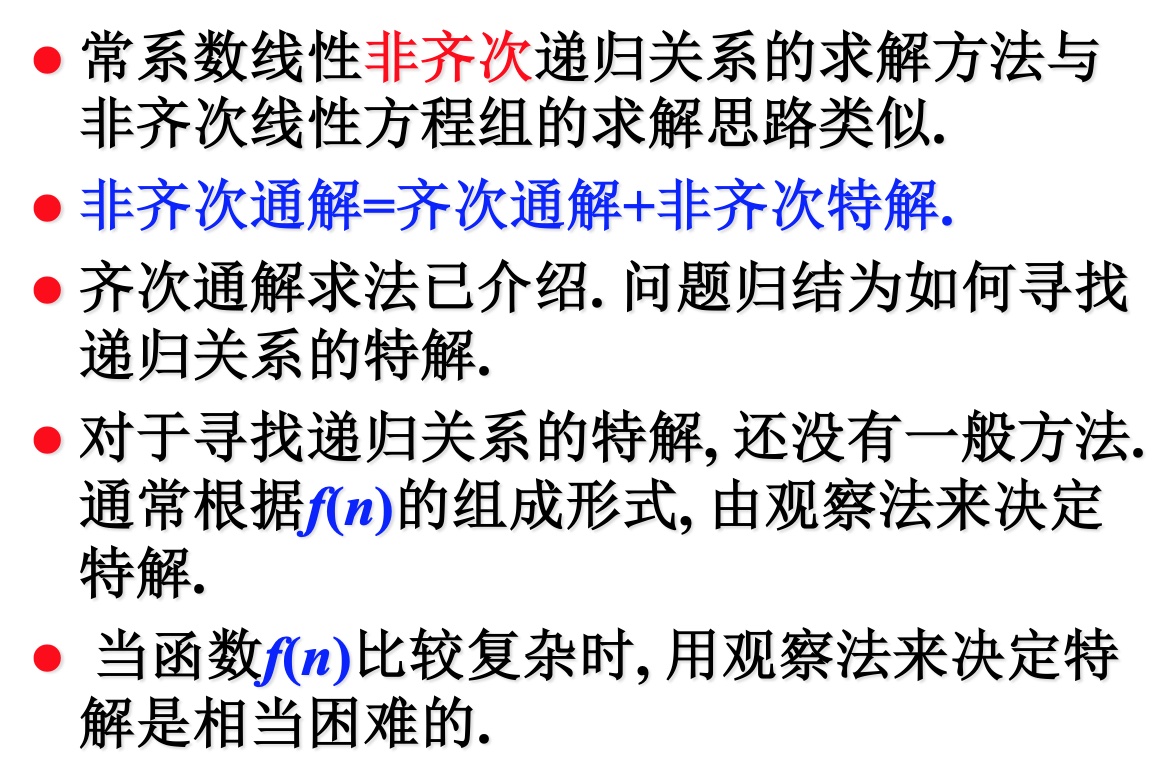 ● 常系数线性非齐次递归关系的求解方法与
非齐次线性方程组的求解思路类似.
● 非齐次通解=齐次通解+非齐次特解.
● 齐次通解求法已介绍. 问题归结为如何寻找
递归关系的特解.
● 对于寻找递归关系的特解, 还没有一般方法.
通常根据f(n)的组成形式, 由观察法来决定
特解.
● 当函数f(n)比较复杂时, 用观察法来决定特
解是相当困难的.